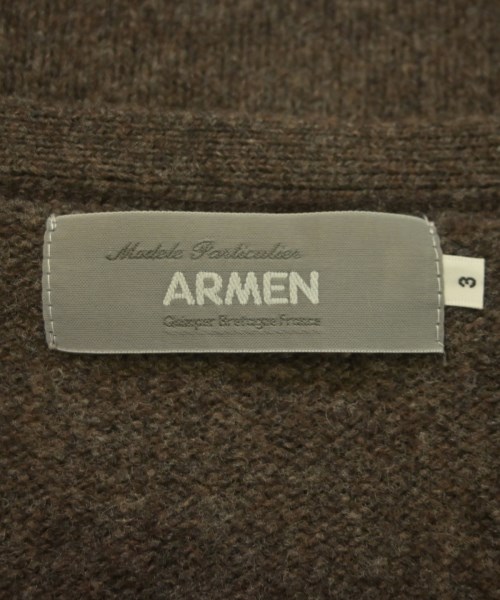 Modele Particulier
ARMEN
Quimper Bretagne France
3